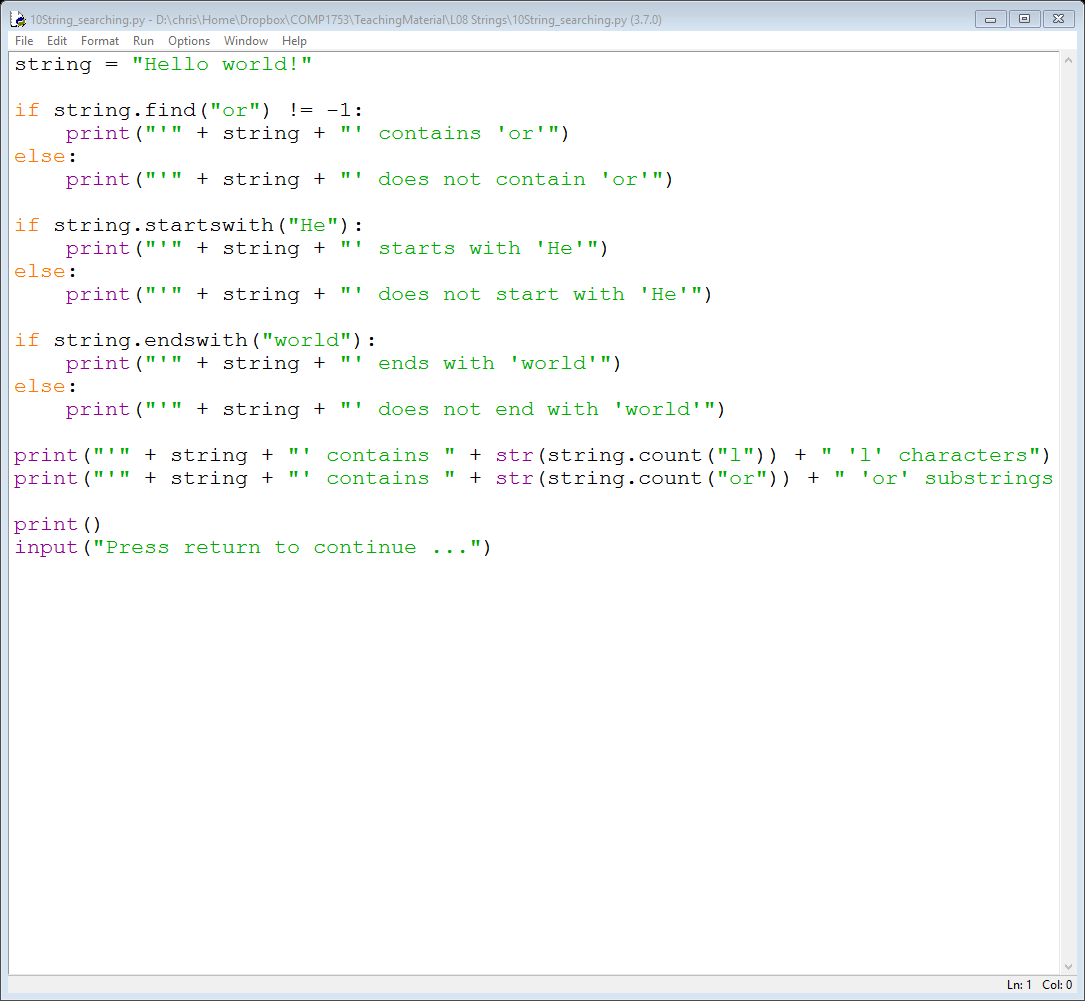 10String_searching.py - D:\chris\Home\Dropbox\COMP1753\TeachingMaterial\L08 Strings\10String_searching.py (3.7.0)
File Edit Format Run Options Window Help
string = "Hello world!"
if string.find("or") != -1:
    print("'" + string + "' contains 'or'")
else:
    print("'" + string + "' does not contain 'or'")
if string.startswith("He"):
    print("'" + string + "' starts with 'He'")
else:
    print("'" + string + "' does not start with 'He'")
if string.endswith("world"):
    print("'" + string + "' ends with 'world'")
else:
    print("'" + string + "' does not end with 'world'")
print("'" + string + "' contains " + str(string.count("l")) + " 'l' characters")
print("'" + string + "' contains " + str(string.count("or")) + " 'or' substrings
print()
input("Press return to continue ...")
Ln: 1 Col: 0